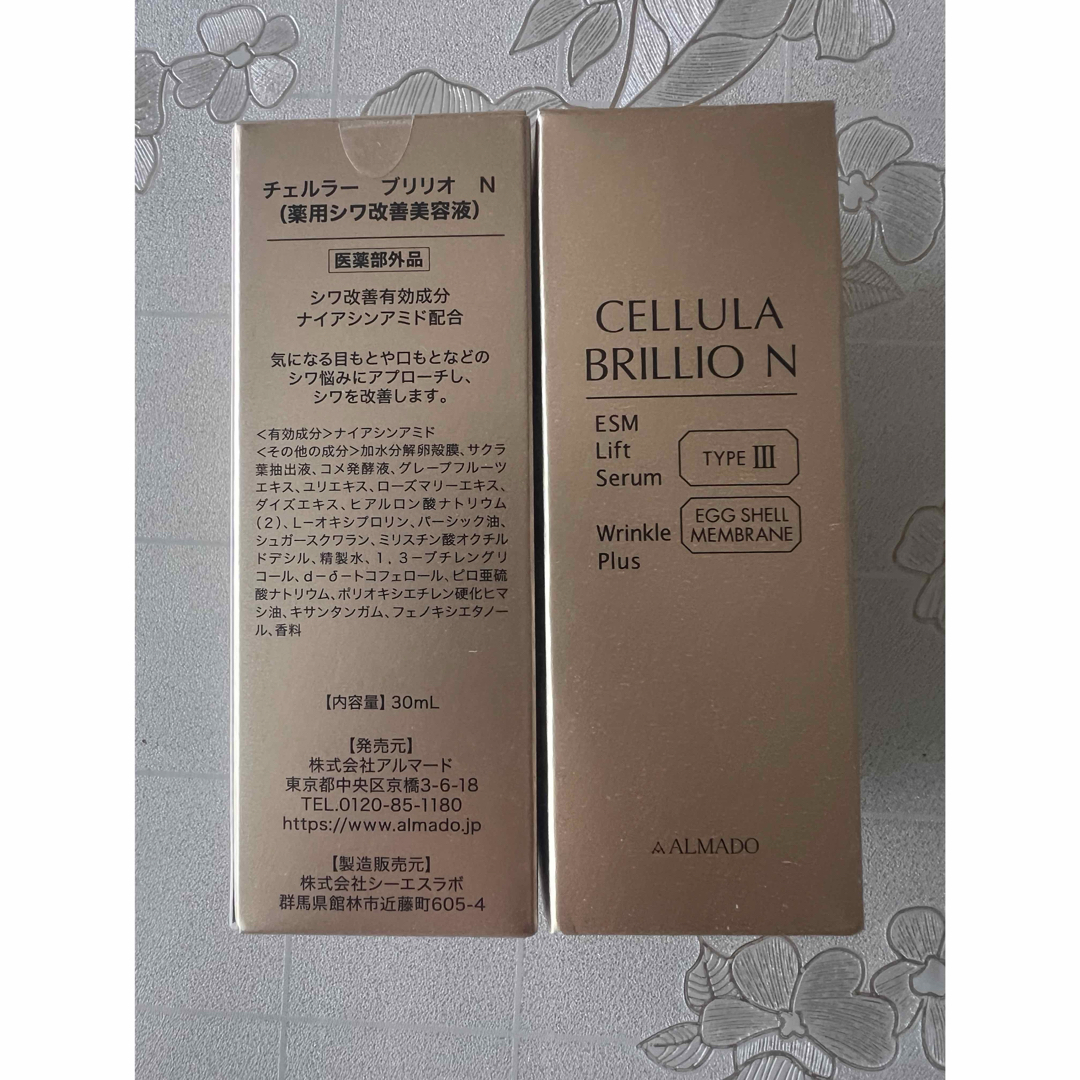 チェルラー　ブリリオ　N
（薬用シワ改善美容液）
医薬部外品
シワ改善有効成分
ナイアシンアミド配合
気になる目もとや口もとなどの
シワ悩みにアプローチし、
シワを改善します。
＜有効成分＞ナイアシンアミド
＜その他の成分＞加水分解卵殻膜、サクラ
葉抽出液、コメ発酵液、グレープフルーツ
エキス、ユリエキス、ローズマリーエキス、
ダイズエキス、ヒアルロン酸ナトリウム
（２）、L－オキシプロリン、パーシック油、
シュガースクワラン、ミリスチン酸オクチル
ドデシル、精製水、１，３－ブチレングリ
コール、d－δ－トコフェロール、ピロ亜硫
酸ナトリウム、ポリオキシエチレン硬化ヒマ
シ油、キサンタンガム、フェノキシエタノー
ル、香料
【内容量】30mL
【発売元】
株式会社アルマード
東京都中央区京橋3-6-18
TEL.0120-85-1180
https://www.almado.jp
【製造販売元】
株式会社シーエスラボ
群馬県館林市近藤町605-4
CELLULA
BRILLIO N
ESM
Lift
Serum
TYPE Ⅲ
Wrinkle
Plus
EGG SHELL
MEMBRANE
ALMADO